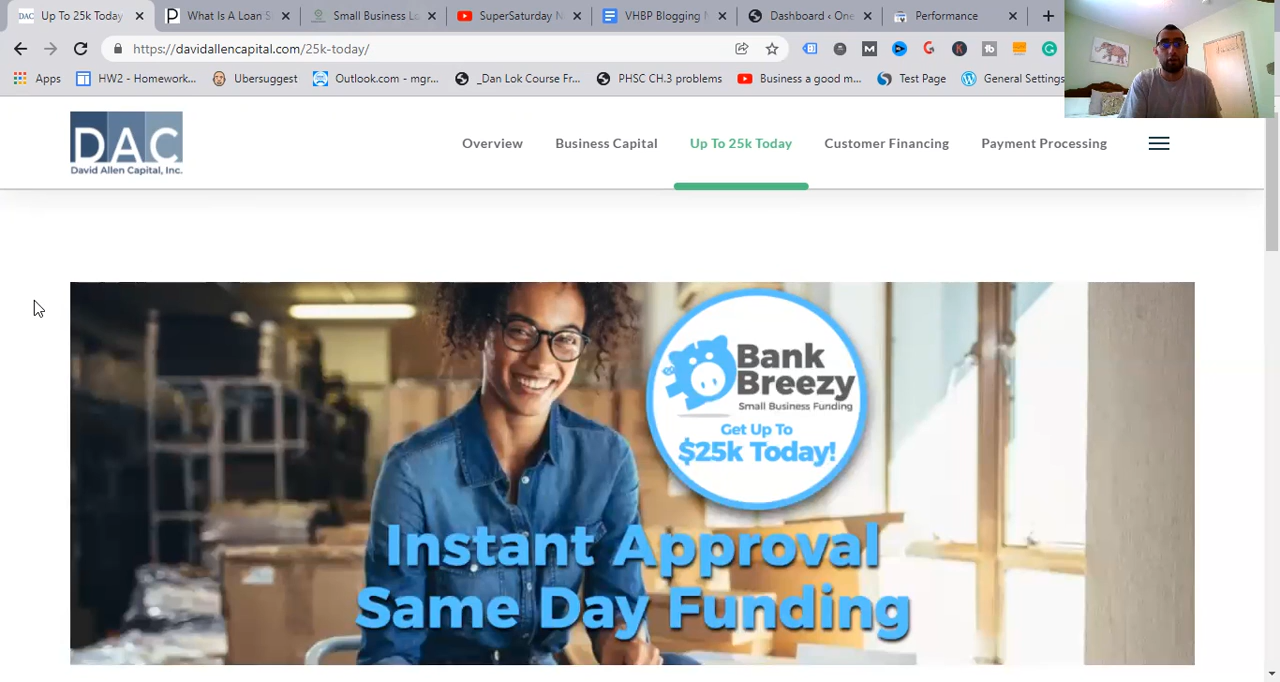 Up To 25k Today
What Is A Loan S
Small Business Lo
SuperSaturday N
VHBP Blogging N
Dashboard ‹ One
Performance
https://davidallencapital.com/25k-today/
Apps
HW2 - Homework...
Ubersuggest
Outlook.com - mgr...
_Dan Lok Course Fr...
PHSC CH.3 problems
Business a good m...
Test Page
General Settings
DAC
David Allen Capital, Inc.
Overview
Business Capital
Up To 25k Today
Customer Financing
Payment Processing
Bank
Breezy
Small Business Funding
Get Up To
$25k Today!
Instant Approval
Same Day Funding